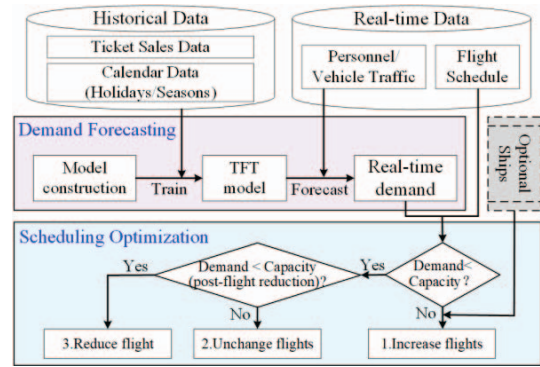 Historical Data
Ticket Sales Data
Calendar Data
(Holidays/Seasons)
Real-time Data
Personnel/
Vehicle Traffic
Flight
Schedule
Demand Forecasting
Model
construction
Train
TFT
model
Forecast
Real-time
demand
Optional
Ships
Scheduling Optimization
Demand<
Capacity ?
Yes
Demand < Capacity
(post-flight reduction)?
Yes
No
No
3.Reduce flight
2.Unchange flights
1.Increase flights